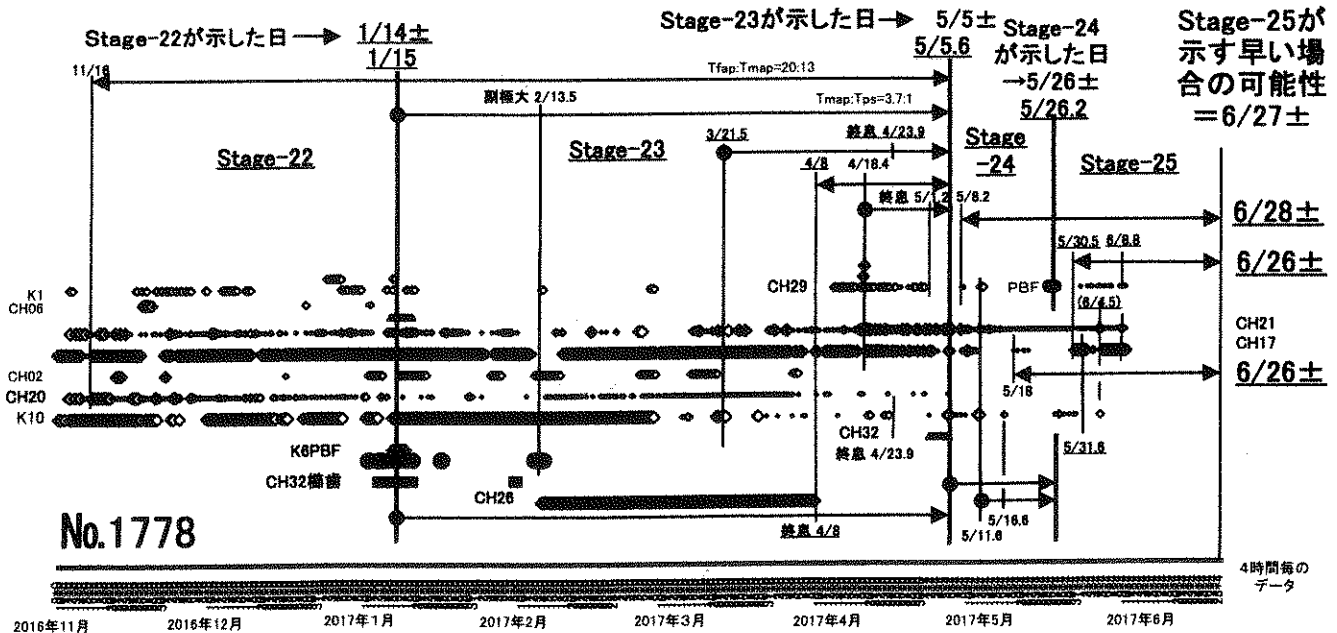 Stage-22が示した日→
1/14±
1/15
Stage-23が示した日→
5/5±
5/5.6
Stage-24
が示した日
→5/26±
5/26.2
Stage-25が
示す早い場
合の可能性
=6/27±
11/16
Tfap:Tmap=20:13
副極大 2/13.5
Tmap:Tps=3.7:1
Stage-22
Stage-23
3/21.5
終息 4/23.9
4/8
4/18.4
Stage
-24
Stage-25
終息 5/1.2
5/8.2
6/28±
5/30.5
6/8.8
6/26±
K1
CH06
CH29
PBF
(6/4.5)
CH21
CH17
CH02
CH20
K10
5/18
6/26±
CH32
終息 4/23.9
5/31.6
K6PBF
CH32櫛歯
CH26
5/16.6
5/11.6
終息 4/8
No.1778
4時間毎の
データ
2016年11月
2016年12月
2017年1月
2017年2月
2017年3月
2017年4月
2017年5月
2017年6月